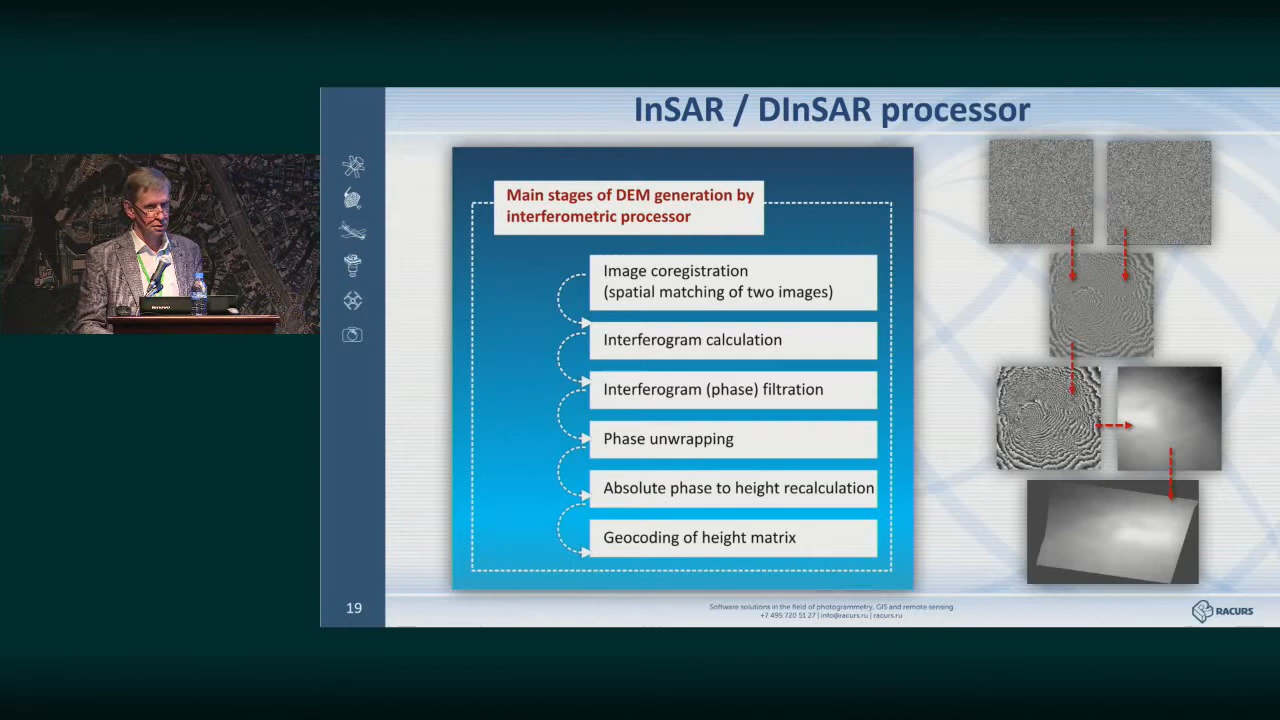 InSAR / DInSAR processor
Main stages of DEM generation by
interferometric processor
Image coregistration
(spatial matching of two images)
Interferogram calculation
Interferogram (phase) filtration
Phase unwrapping
Absolute phase to height recalculation
Geocoding of height matrix
19
Software solutions in the field of photogrammetry, GIS and remote sensing
+7 495 720 51 27 | info@racurs.ru | racurs.ru
RACURS
lenovo